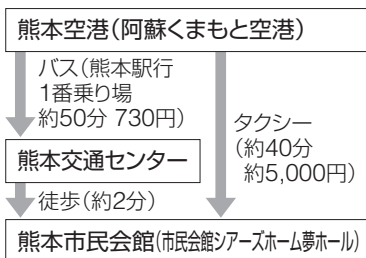 熊本空港（阿蘇くまもと空港）
バス（熊本駅行
1番乗り場
約50分 730円）
タクシー
（約40分
約5,000円）
熊本交通センター
徒歩（約2分）
熊本市民会館（市民会館シアーズホーム夢ホール）